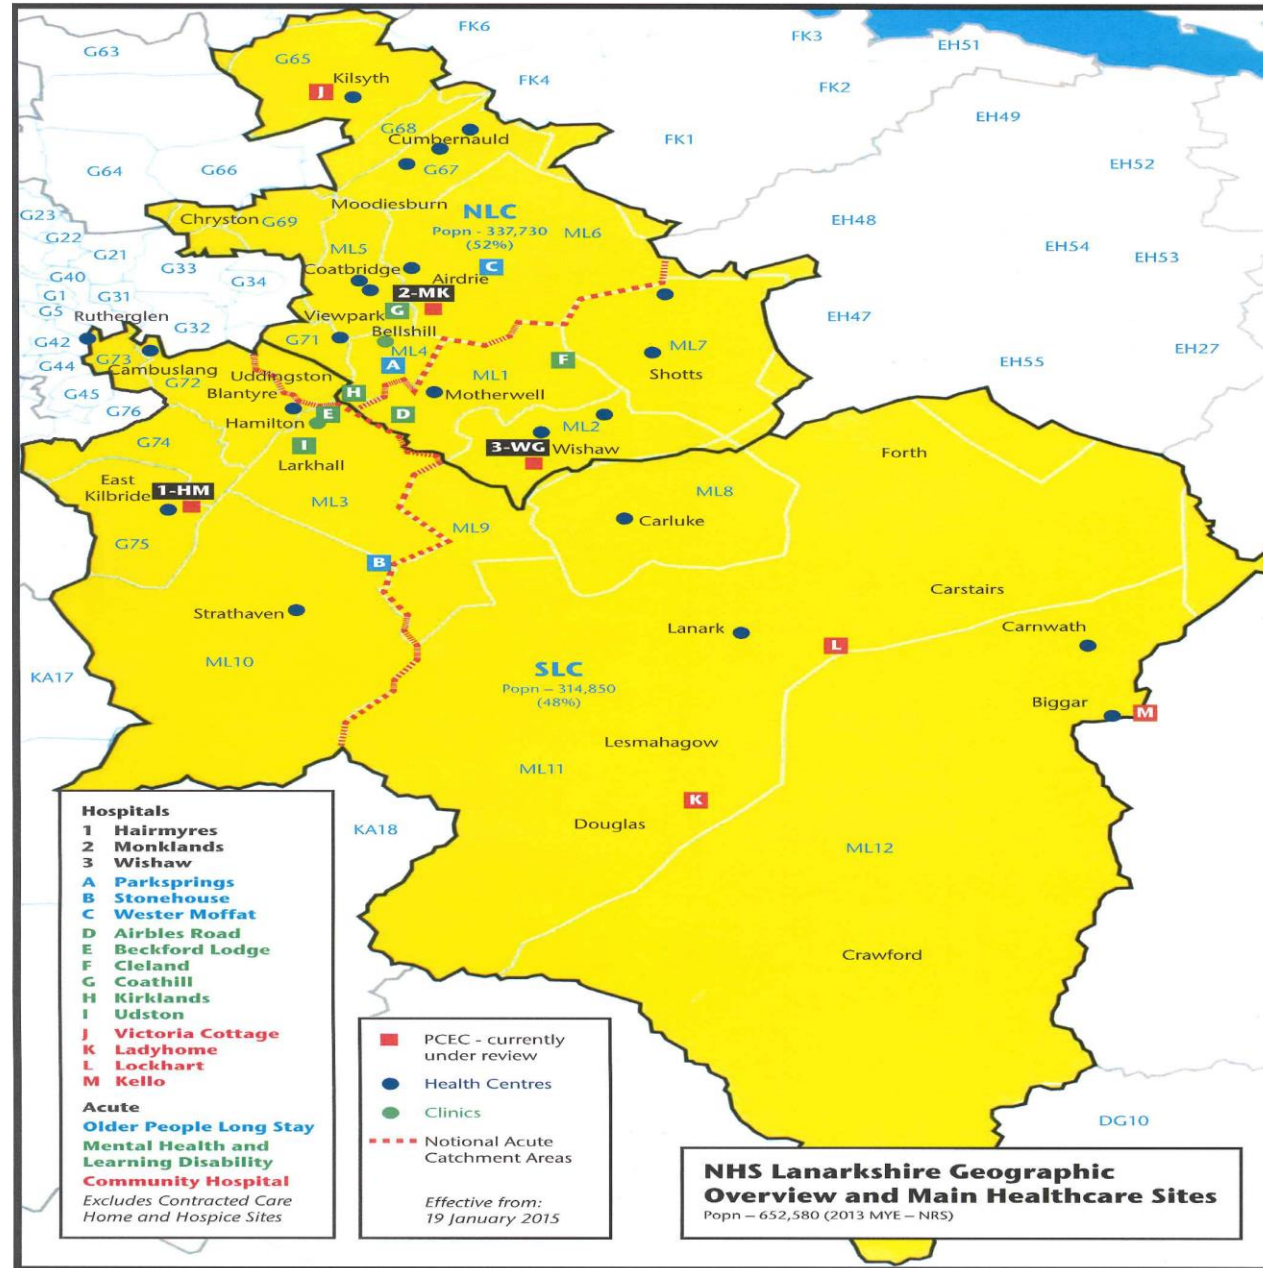 FK6
G63
FK3
EH51
G65
Kilsyth
FK4
FK2
J
EH49
G68
Cumbernauld
FK1
EH52
G64
G66
G67
Moodiesburn
G23
Chryston
G69
NLC
EH48
Popn - 337,730
(52%)
ML6
G22
EH54
G21
ML5
EH53
G33
Coatbridge
C
G40
Airdrie
G34
G1
G31
2-MK
G5
Rutherglen
Viewpark
G
EH47
G32
Bellshill
G42
G71
ML4
ML7
EH27
G73
F
EH55
G44
Cambuslang
A
Shotts
G72
Uddingston
ML1
G45
Blantyre
H
Motherwell
G76
E
D
Hamilton
ML2
G74
I
3-WG
Wishaw
Forth
Larkhall
East
Kilbride
1-HM
ML8
ML3
Carluke
ML9
G75
B
Carstairs
Strathaven
Lanark
Carnwath
L
ML10
SLC
KA17
Popn – 314,850
(48%)
Biggar
M
Lesmahagow
ML11
K
Douglas
KA18
ML12
Crawford
DG10
Hospitals
1 Hairmyres
2 Monklands
3 Wishaw
A Parksprings
B Stonehouse
C Wester Moffat
D Airbles Road
E Beckford Lodge
F Cleland
G Coathill
H Kirklands
I Udston
J Victoria Cottage
K Ladyhome
L Lockhart
M Kello
Acute
Older People Long Stay
Mental Health and
Learning Disability
Community Hospital
Excludes Contracted Care
Home and Hospice Sites
PCEC - currently
under review
Health Centres
Clinics
Notional Acute
Catchment Areas
Effective from:
19 January 2015
NHS Lanarkshire Geographic
Overview and Main Healthcare Sites
Popn – 652,580 (2013 MYE – NRS)